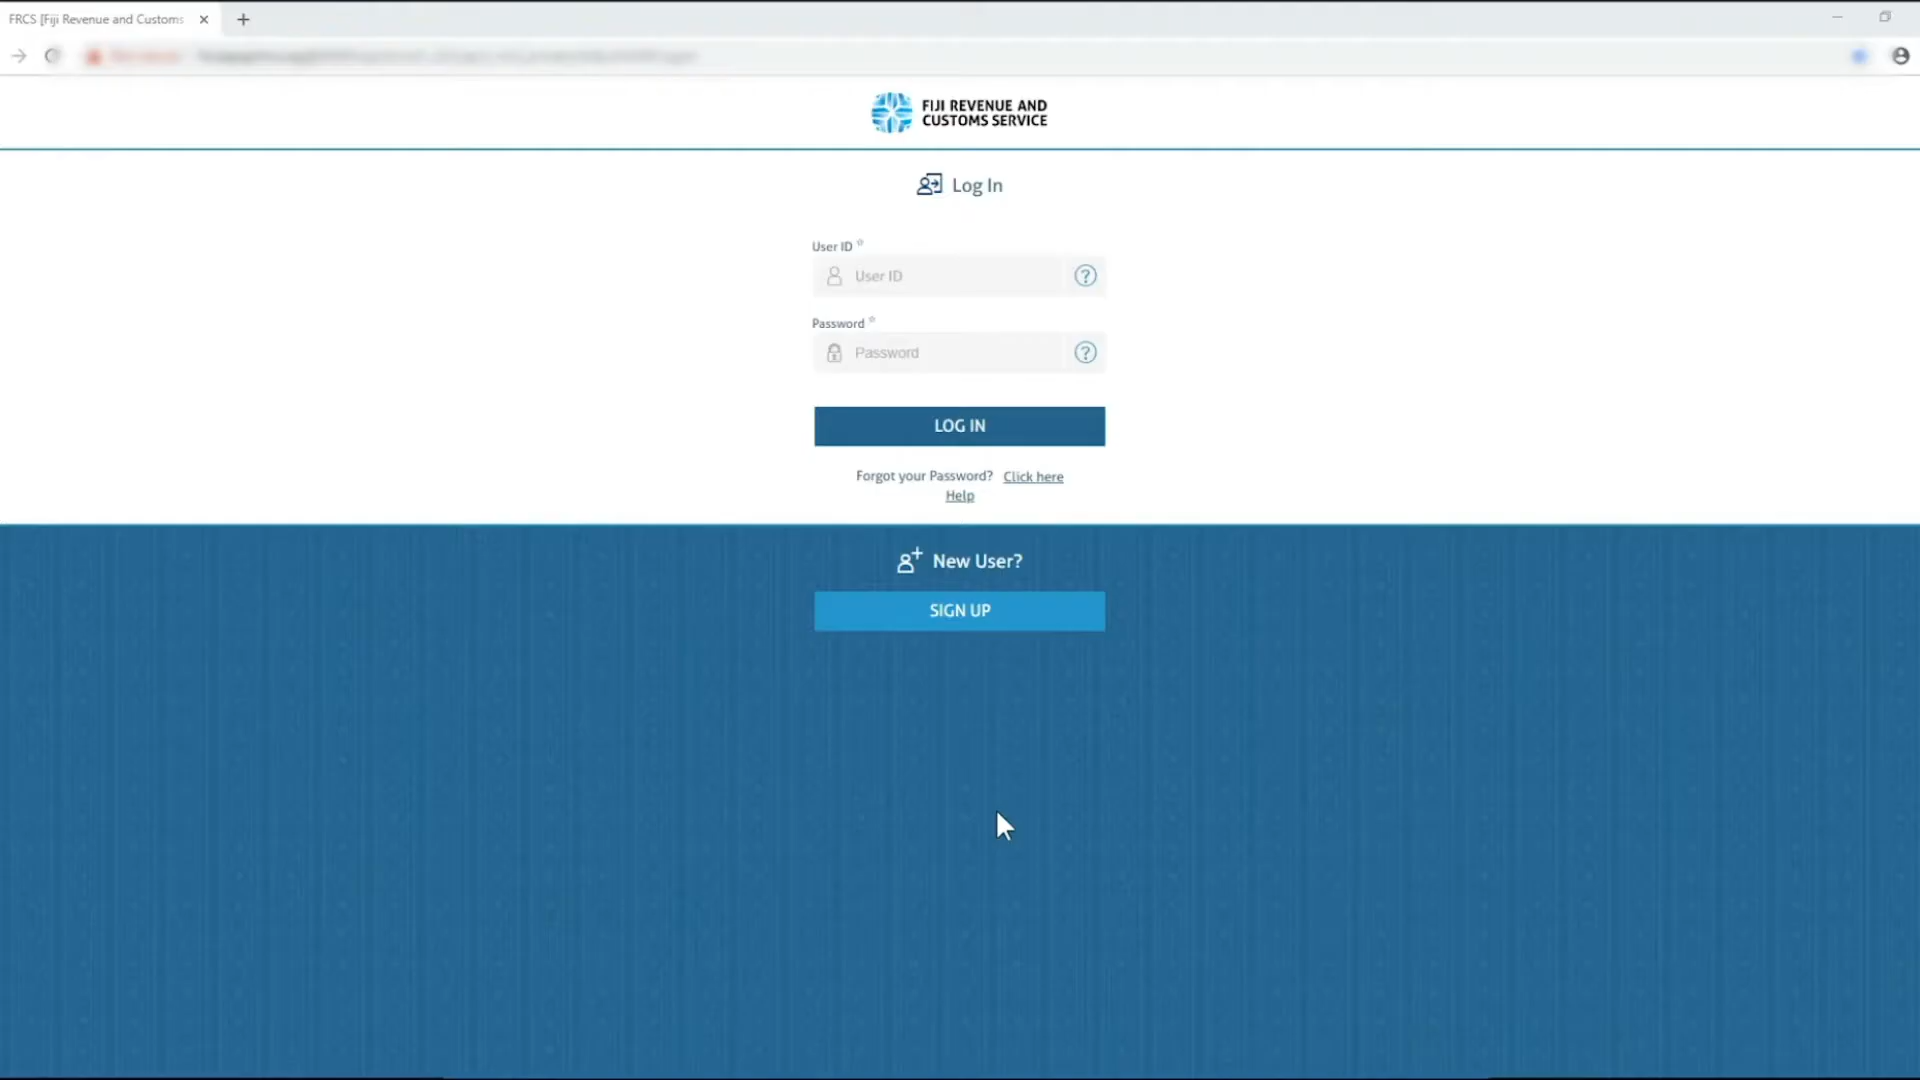 FRCS [Fiji Revenue and Customs
FIJI REVENUE AND
CUSTOMS SERVICE
Log In
User ID *
User ID
Password *
Password
LOG IN
Forgot your Password? Click here
Help
New User?
SIGN UP